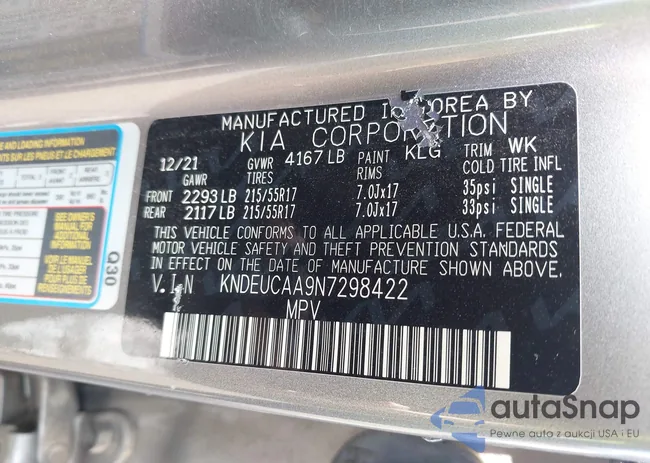 MANUFACTURED IN KOREA BY
KIA CORPORATION
12/21 GVWR 4167 LB PAINT KLG TRIM WK
GAWR TIRES RIMS COLD TIRE INFL
FRONT 2293 LB 215/55R17 7.0Jx17 35psi SINGLE
REAR 2117 LB 215/55R17 7.0Jx17 33psi SINGLE
THIS VEHICLE CONFORMS TO ALL APPLICABLE U.S.A. FEDERAL
MOTOR VEHICLE SAFETY AND THEFT PREVENTION STANDARDS
IN EFFECT ON THE DATE OF MANUFACTURE SHOWN ABOVE.
V.I.N KNDEUCAA9N7298422
MPV
SEE OWNER'S
MANUAL FOR
ADDITIONAL
INFORMATION
VOIR LE MANUEL
DE L'USAGER
POUR PLUS DE
RENSEIGNEMENTS
Q30
autoSnap
Pewne auto z aukcji USA i EU